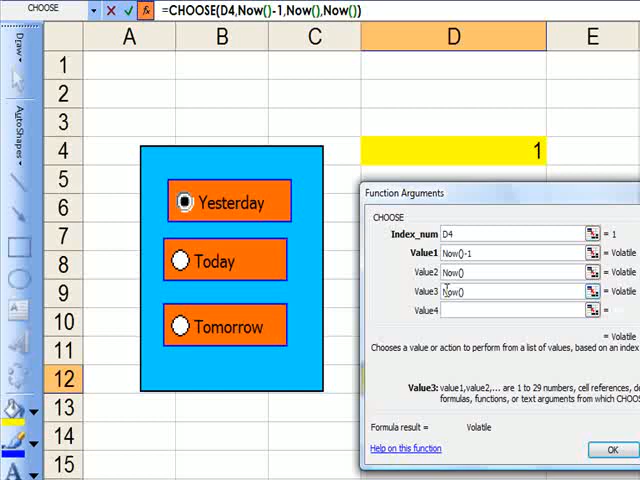 CHOOSE
=CHOOSE(D4,Now()-1,Now(),Now())
Draw
AutoShapes
A B C D E
1
2
3
4 1
5
6
7
8
9
10
11
12
13
14
15
Yesterday
Today
Tomorrow
Function Arguments
CHOOSE
Index_num D4 = 1
Value1 Now()-1 = Volatile
Value2 Now() = Volatile
Value3 Now() = Volatile
Value4 =
= Volatile
Chooses a value or action to perform from a list of values, based on an index
Value3: value1,value2,... are 1 to 29 numbers, cell references,
formulas, functions, or text arguments from which CHOOS
Formula result = Volatile
Help on this function
OK